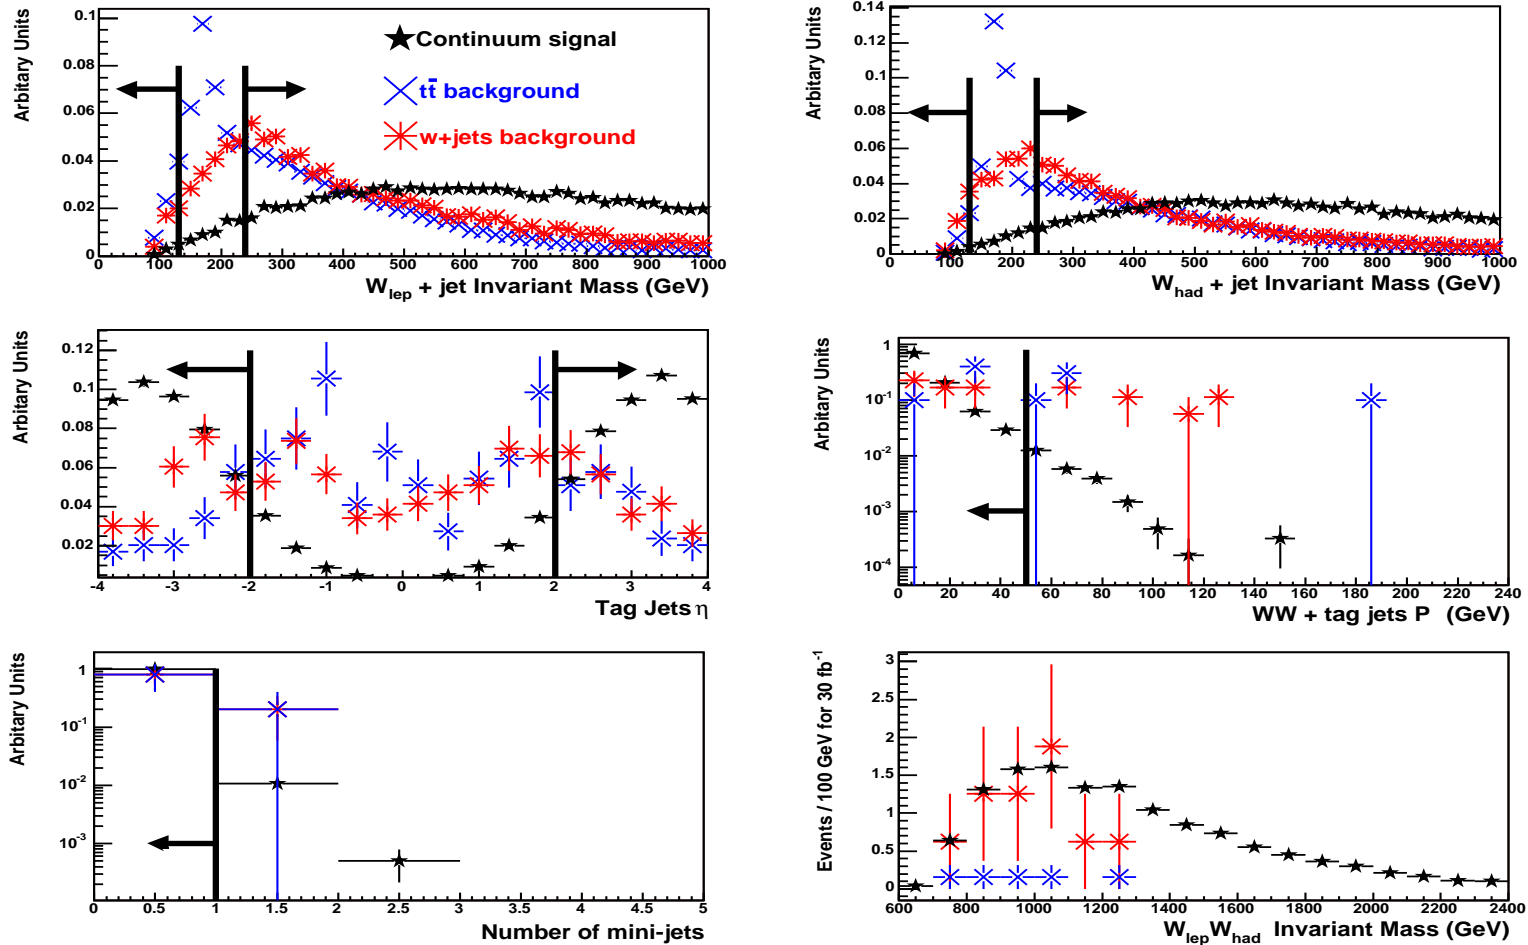 Arbitary Units
0.1
0.08
0.06
0.04
0.02
0
Continuum signal
tt̄ background
w+jets background
0 100 200 300 400 500 600 700 800 900 1000
W_lep + jet Invariant Mass (GeV)
Arbitary Units
0.14
0.12
0.1
0.08
0.06
0.04
0.02
0
0 100 200 300 400 500 600 700 800 900 1000
W_had + jet Invariant Mass (GeV)
Arbitary Units
0.12
0.1
0.08
0.06
0.04
0.02
-4 -3 -2 -1 0 1 2 3 4
Tag Jets η
Arbitary Units
1
10^-1
10^-2
10^-3
10^-4
0 20 40 60 80 100 120 140 160 180 200 220 240
WW + tag jets P (GeV)
Arbitary Units
1
10^-1
10^-2
10^-3
0 0.5 1 1.5 2 2.5 3 3.5 4 4.5 5
Number of mini-jets
Events / 100 GeV for 30 fb^-1
3
2.5
2
1.5
1
0.5
0
600 800 1000 1200 1400 1600 1800 2000 2200 2400
W_lep W_had Invariant Mass (GeV)